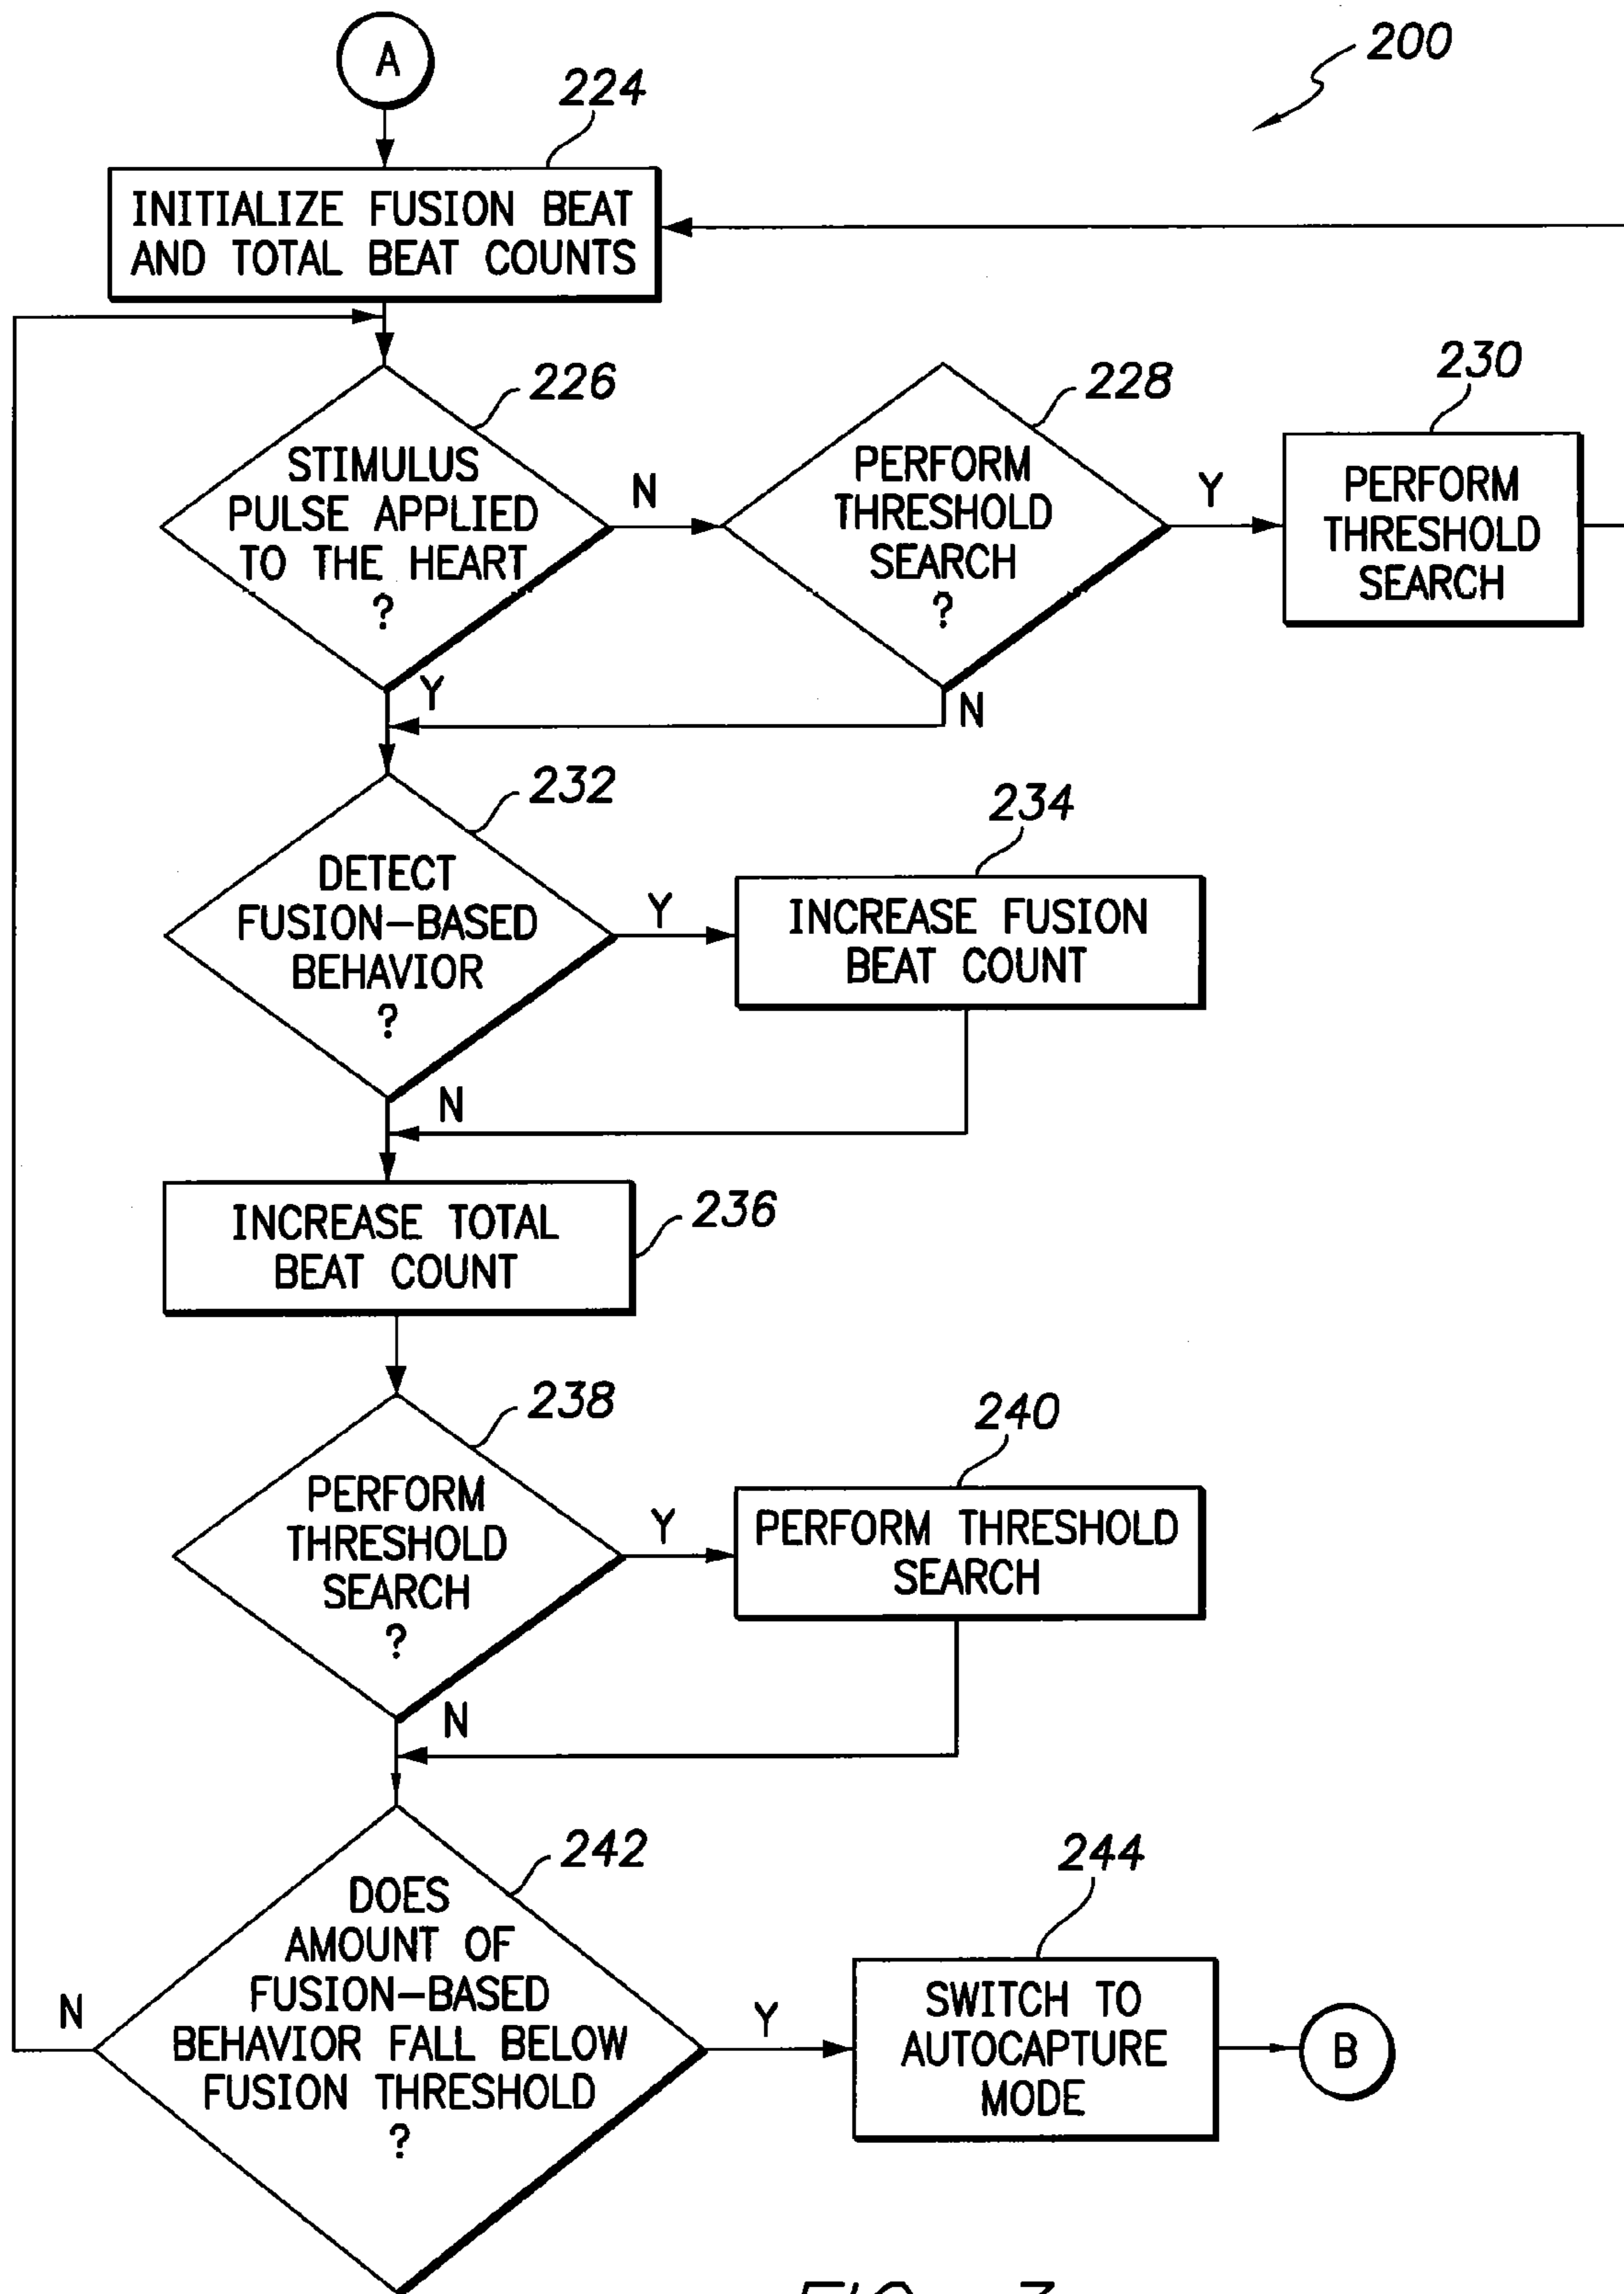 A
200
224
INITIALIZE FUSION BEAT
AND TOTAL BEAT COUNTS
226
STIMULUS
PULSE APPLIED
TO THE HEART
?
N
Y
228
PERFORM
THRESHOLD
SEARCH
?
Y
N
230
PERFORM
THRESHOLD
SEARCH
232
DETECT
FUSION-BASED
BEHAVIOR
?
Y
N
234
INCREASE FUSION
BEAT COUNT
236
INCREASE TOTAL
BEAT COUNT
238
PERFORM
THRESHOLD
SEARCH
?
Y
N
240
PERFORM THRESHOLD
SEARCH
242
DOES
AMOUNT OF
FUSION-BASED
BEHAVIOR FALL BELOW
FUSION THRESHOLD
?
N
Y
244
SWITCH TO
AUTOCAPTURE
MODE
B